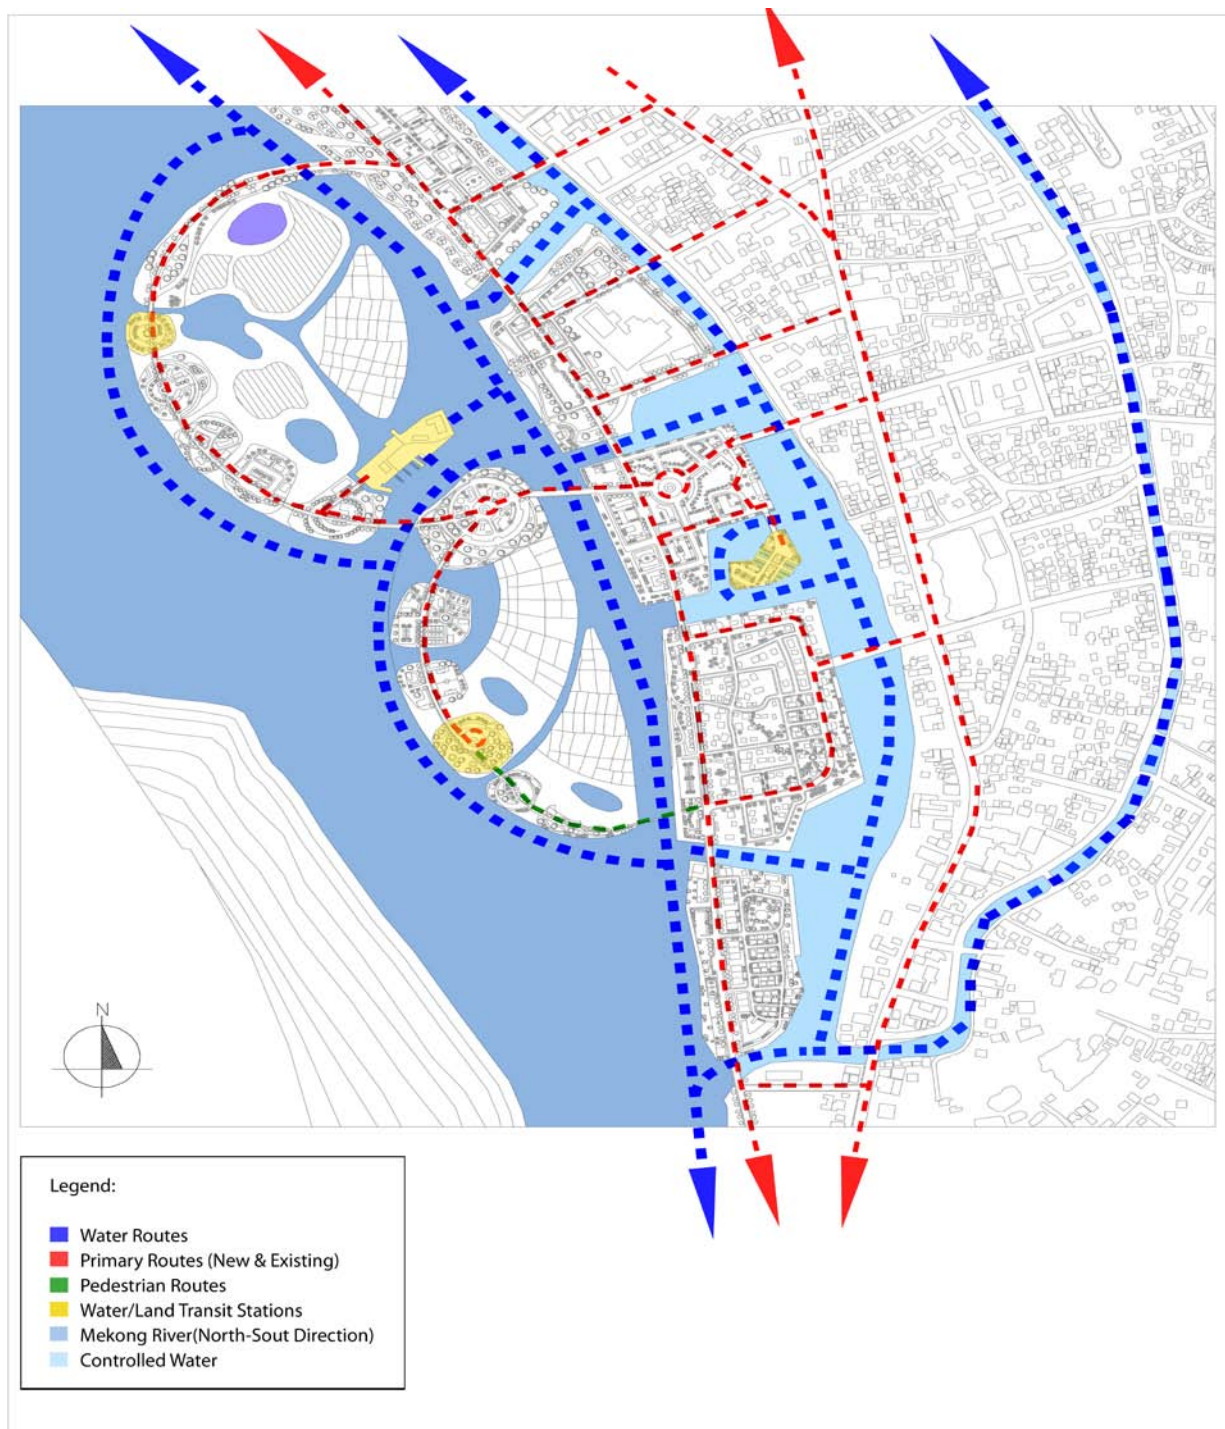 N
Legend:
Water Routes
Primary Routes (New & Existing)
Pedestrian Routes
Water/Land Transit Stations
Mekong River(North-Sout Direction)
Controlled Water